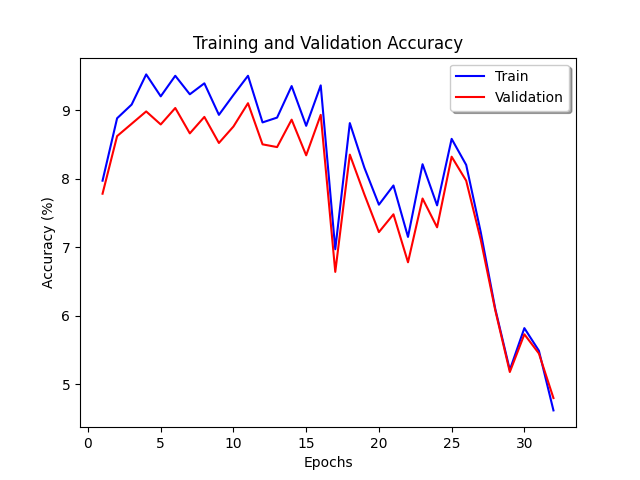 Training and Validation Accuracy
Train
Validation
9
8
7
6
5
Accuracy (%)
0 5 10 15 20 25 30
Epochs